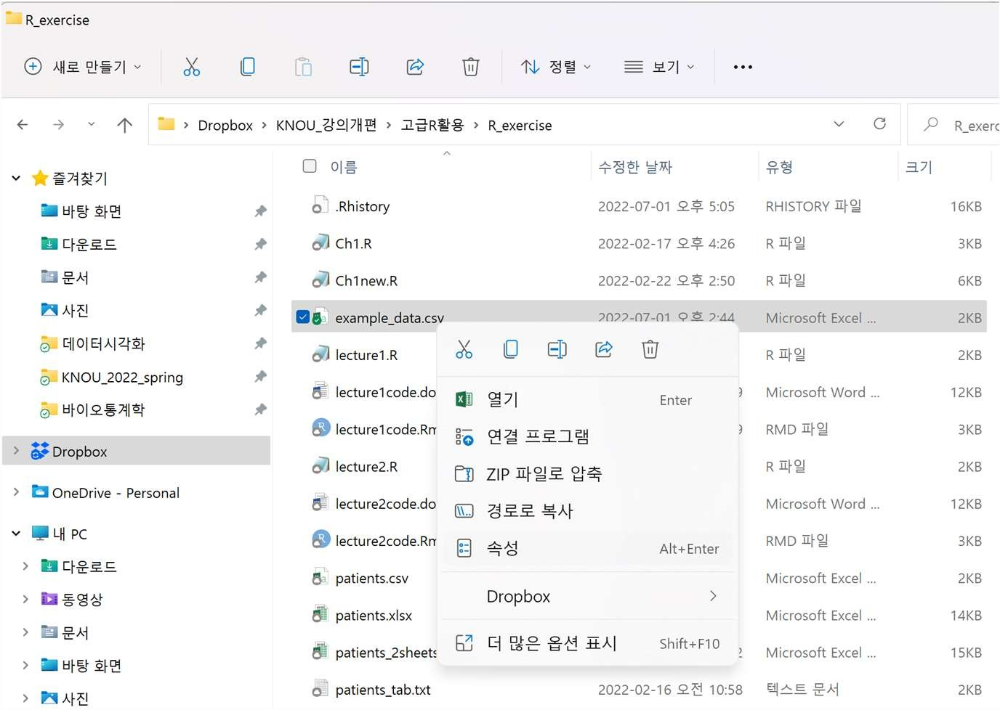 R_exercise
새로 만들기
정렬
보기
Dropbox > KNOU_강의개편 > 고급R활용 > R_exercise
R_exerc
이름 수정한 날짜 유형 크기
즐겨찾기
바탕 화면
다운로드
문서
사진
데이터시각화
KNOU_2022_spring
바이오통계학
Dropbox
OneDrive - Personal
내 PC
다운로드
동영상
문서
바탕 화면
사진
.Rhistory 2022-07-01 오후 5:05 RHISTORY 파일 16KB
Ch1.R 2022-02-17 오후 4:26 R 파일 3KB
Ch1new.R 2022-02-22 오후 2:50 R 파일 6KB
example_data.csv 2022-07-01 오후 2:44 Microsoft Excel ... 2KB
lecture1.R R 파일 2KB
lecture1code.do 9 Microsoft Word ... 12KB
lecture1code.Rm 9 RMD 파일 3KB
lecture2.R R 파일 2KB
lecture2code.do Microsoft Word ... 12KB
lecture2code.Rm RMD 파일 3KB
patients.csv Microsoft Excel ... 2KB
patients.xlsx Microsoft Excel ... 14KB
patients_2sheets 2 Microsoft Excel ... 15KB
patients_tab.txt 2022-02-16 오전 10:58 텍스트 문서 2KB
열기 Enter
연결 프로그램
ZIP 파일로 압축
경로로 복사
속성 Alt+Enter
Dropbox
더 많은 옵션 표시 Shift+F10